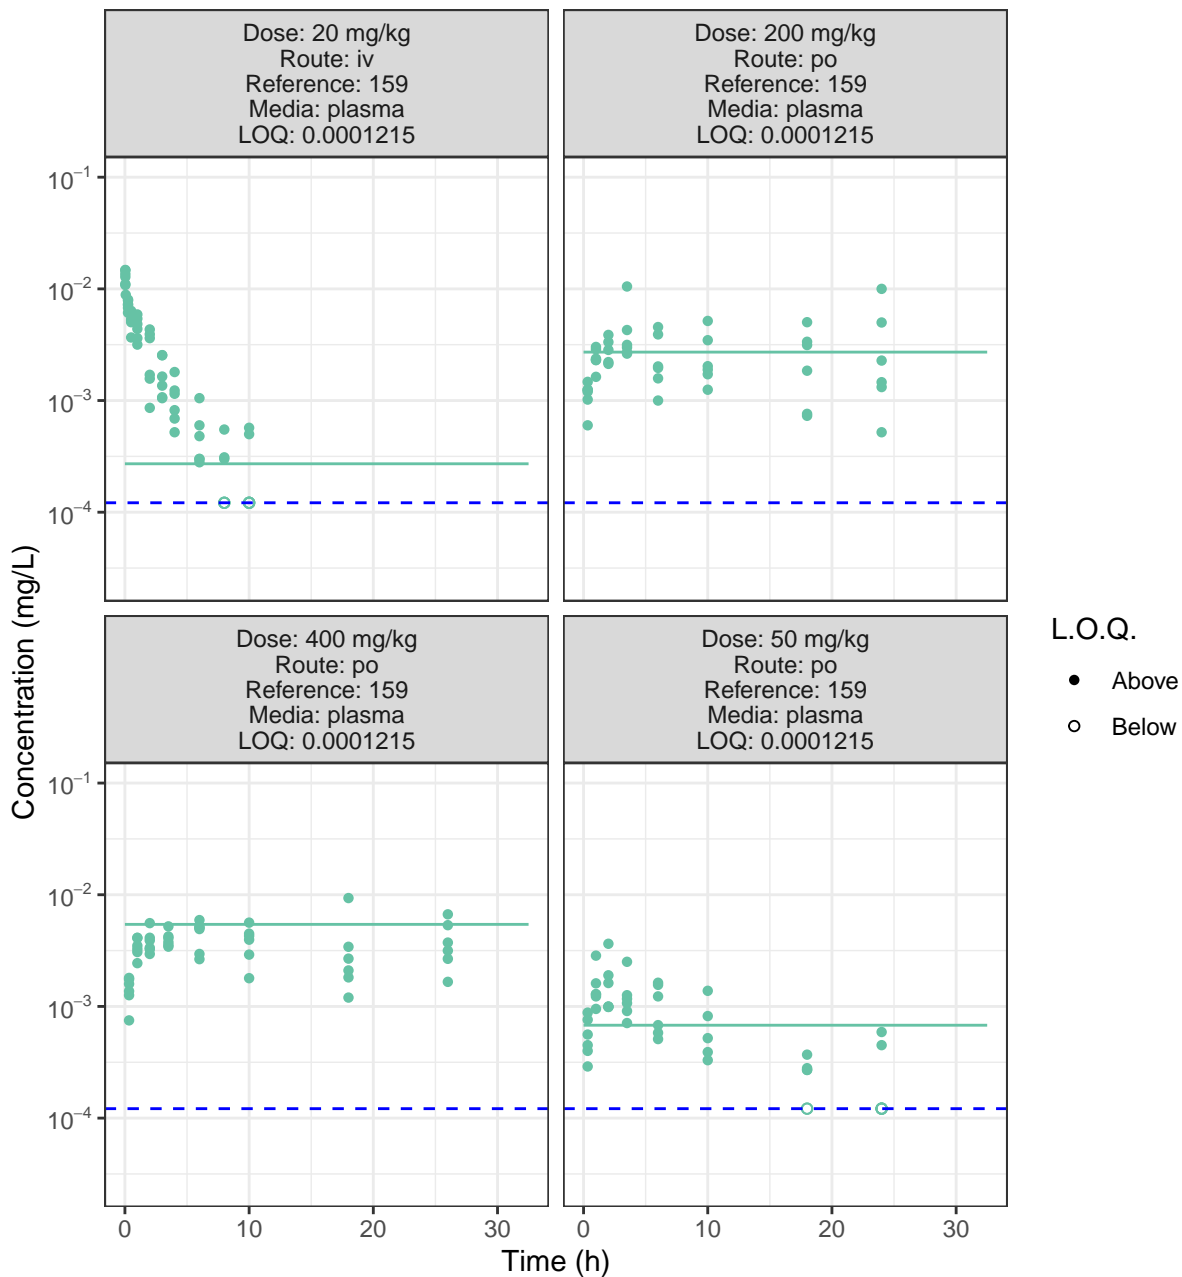 Dose: 20 mg/kg
Route: iv
Reference: 159
Media: plasma
LOQ: 0.0001215
Dose: 200 mg/kg
Route: po
Reference: 159
Media: plasma
LOQ: 0.0001215
10⁻¹
10⁻²
10⁻³
10⁻⁴
Dose: 400 mg/kg
Route: po
Reference: 159
Media: plasma
LOQ: 0.0001215
Dose: 50 mg/kg
Route: po
Reference: 159
Media: plasma
LOQ: 0.0001215
10⁻¹
10⁻²
10⁻³
10⁻⁴
0 10 20 30
0 10 20 30
Time (h)
Concentration (mg/L)
L.O.Q.
Above
Below